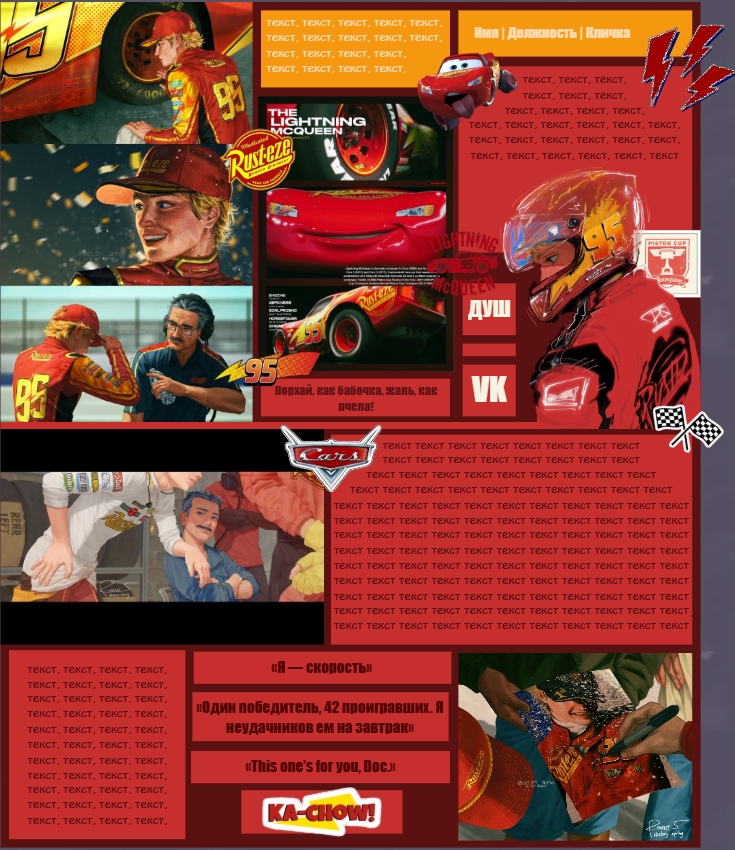 текст, текст, текст, текст, текст,
текст, текст, текст, текст, текст,
текст, текст, текст, текст,
текст, текст, текст, текст,
Имя | Должность | Кличка
текст, текст, текст,
текст, текст, текст,
текст, текст, текст, текст,
текст, текст, текст, текст, текст, текст,
текст, текст, текст, текст, текст, текст,
текст, текст, текст, текст, текст, текст
95
Rust-eze
THE
LIGHTNING
MCQUEEN
Rust-eze
LIGHTNING
95
McQUEEN
95
PISTON CUP
Champion
ДУШ
VK
95
Rust-eze
95
95
Порхай, как бабочка, жаль, как
пчела!
Cars
REAR
LEFT
текст текст текст текст текст текст текст текст
текст текст текст текст текст текст текст текст
текст текст текст текст текст текст текст текст текст
текст текст текст текст текст текст текст текст текст текст
текст текст текст текст текст текст текст текст текст текст текст
текст текст текст текст текст текст текст текст текст текст текст
текст текст текст текст текст текст текст текст текст текст текст
текст текст текст текст текст текст текст текст текст текст текст
текст текст текст текст текст текст текст текст текст текст текст
текст текст текст текст текст текст текст текст текст текст текст
текст текст текст текст текст текст текст текст текст текст текст
текст текст текст текст текст текст текст текст текст текст текст
текст текст текст текст текст текст текст текст текст текст текст
текст, текст, текст, текст,
текст, текст, текст, текст,
текст, текст, текст, текст,
текст, текст, текст, текст,
текст, текст, текст, текст,
текст, текст, текст, текст,
текст, текст, текст, текст,
текст, текст, текст, текст,
текст, текст, текст, текст,
текст, текст, текст, текст,
текст, текст, текст, текст,
«Я — скорость»
«Один победитель, 42 проигравших. Я
неудачников ем на завтрак»
«This one's for you, Doc.»
KA-CHOW!